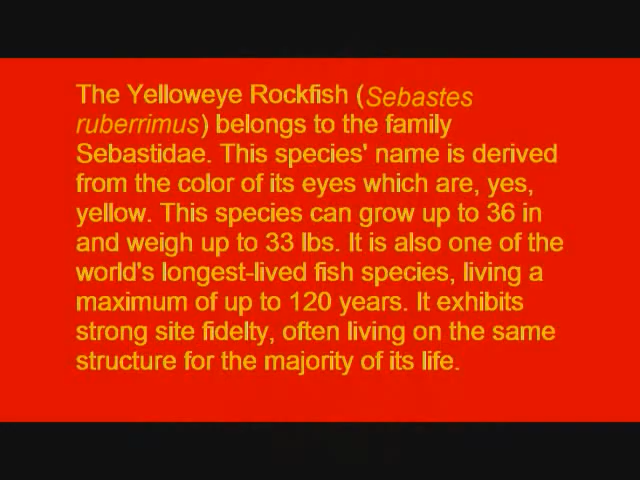 The Yelloweye Rockfish (Sebastes
ruberrimus) belongs to the family
Sebastidae. This species' name is derived
from the color of its eyes which are, yes,
yellow. This species can grow up to 36 in
and weigh up to 33 lbs. It is also one of the
world's longest-lived fish species, living a
maximum of up to 120 years. It exhibits
strong site fidelty, often living on the same
structure for the majority of its life.